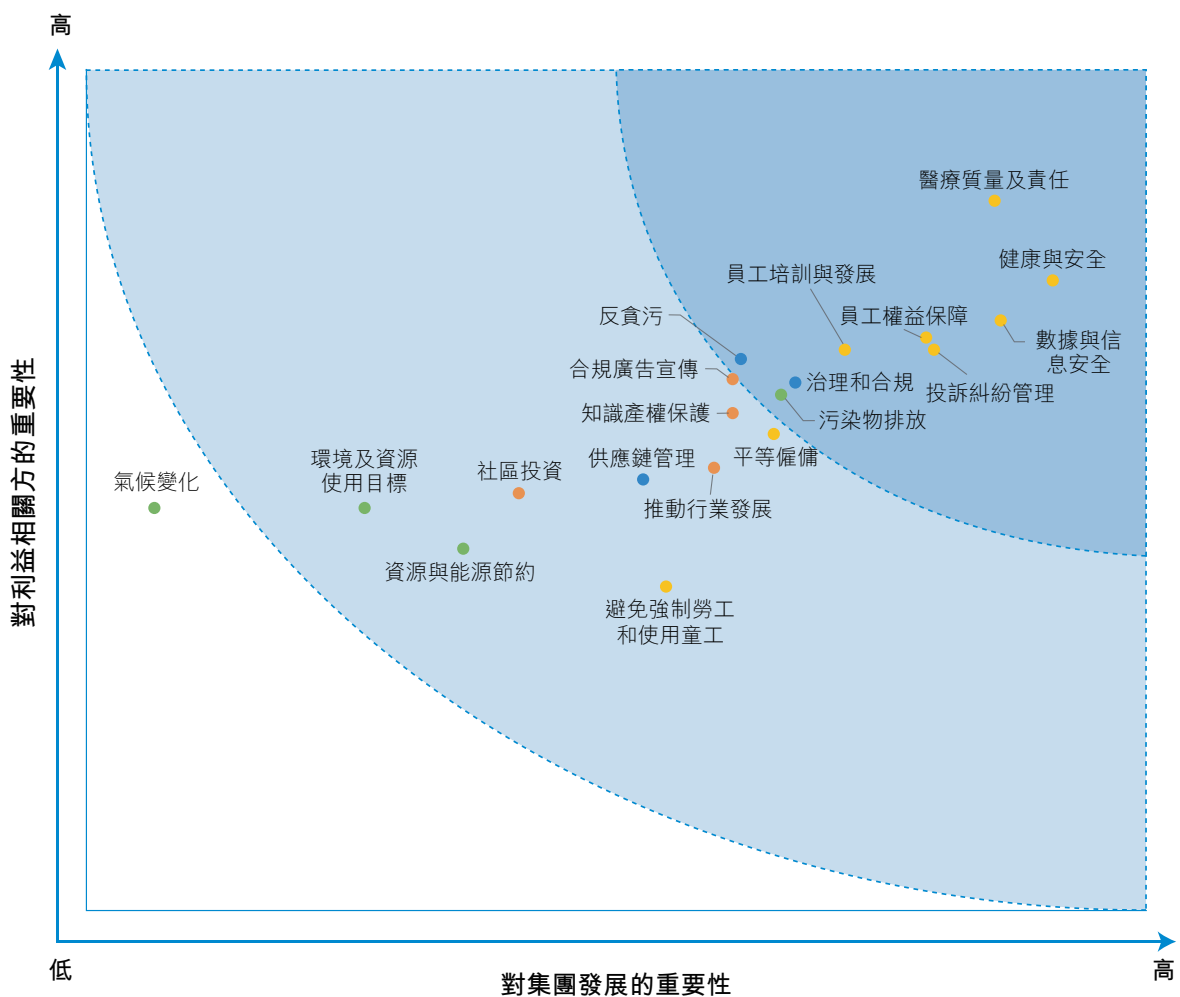 高
醫療質量及責任
健康與安全
員工培訓與發展
反貪污
員工權益保障
數據與信
息安全
合規廣告宣傳
治理和合規
投訴糾紛管理
知識產權保護
污染物排放
平等僱傭
供應鏈管理
環境及資源
使用目標
社區投資
氣候變化
推動行業發展
資源與能源節約
避免強制勞工
和使用童工
對利益相關方的重要性
低
對集團發展的重要性
高